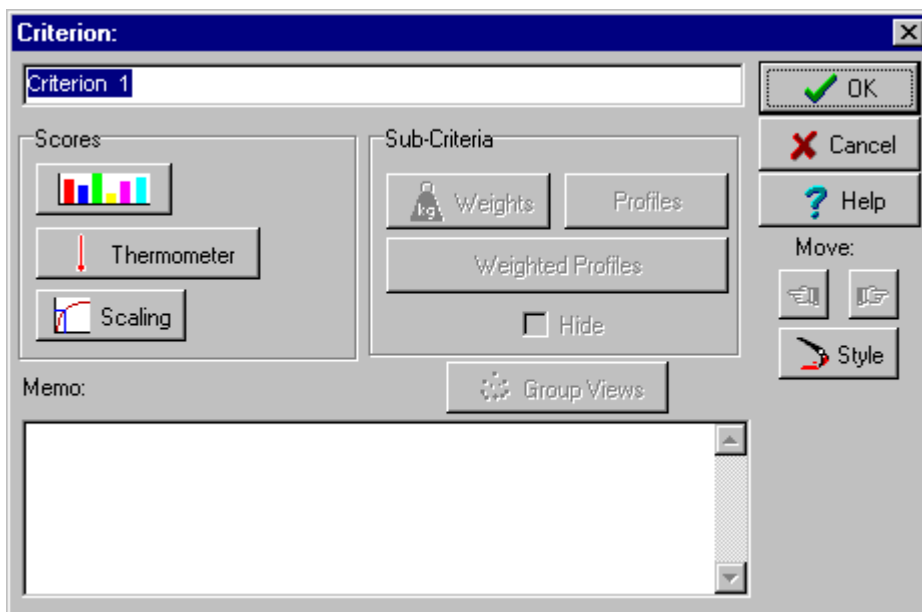 Criterion:
Criterion 1
OK
Scores
Sub-Criteria
Cancel
kg Weights
Profiles
Help
Thermometer
Weighted Profiles
Move:
Scaling
Hide
Style
Memo:
Group Views